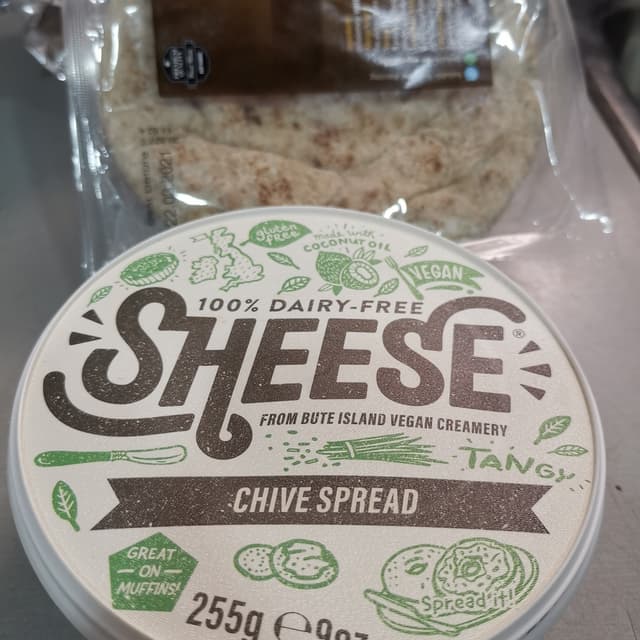 gluten
free
made with
COCONUT OIL
VEGAN
100% DAIRY-FREE
SHEESE®
FROM BUTE ISLAND VEGAN CREAMERY
TANGY
CHIVE SPREAD
GREAT
ON
MUFFINS!
Spread it!
255g ℮ 9oz